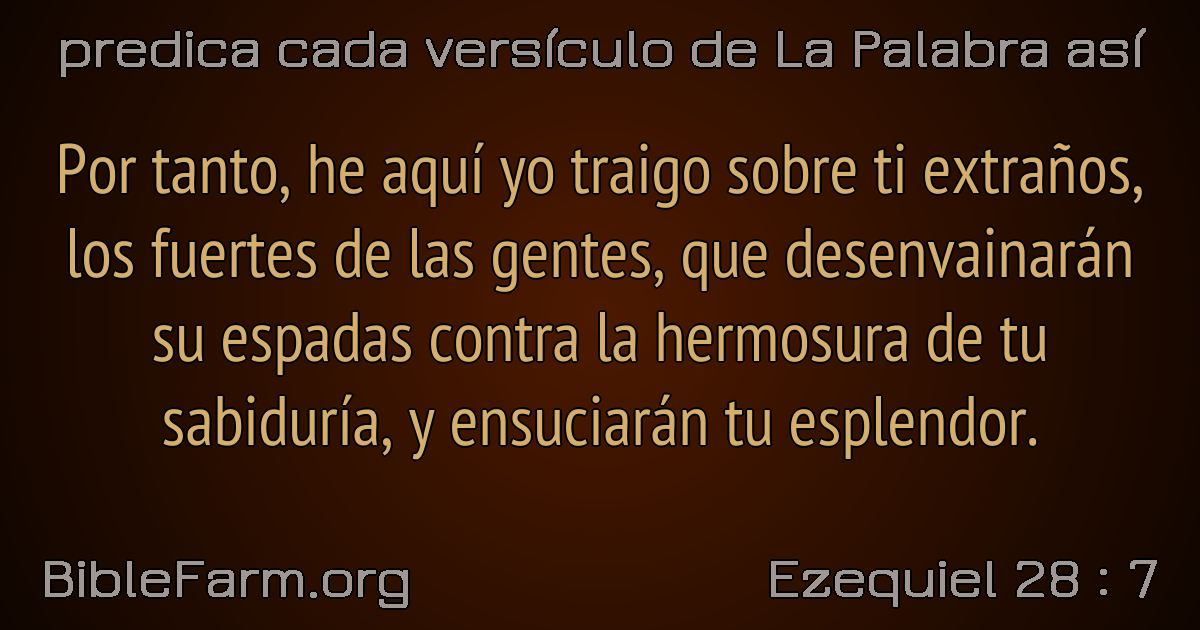 predica cada versículo de La Palabra así
Por tanto, he aquí yo traigo sobre ti extraños,
los fuertes de las gentes, que desenvainarán
su espadas contra la hermosura de tu
sabiduría, y ensuciarán tu esplendor.
BibleFarm.org
Ezequiel 28 : 7